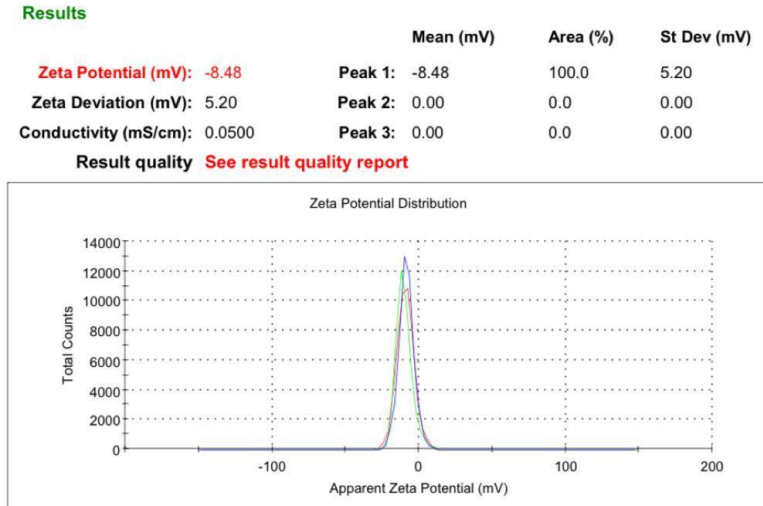 Results
Mean (mV) Area (%) St Dev (mV)
Zeta Potential (mV): -8.48 Peak 1: -8.48 100.0 5.20
Zeta Deviation (mV): 5.20 Peak 2: 0.00 0.0 0.00
Conductivity (mS/cm): 0.0500 Peak 3: 0.00 0.0 0.00
Result quality See result quality report
Zeta Potential Distribution
14000
12000
10000
8000
6000
4000
2000
0
Total Counts
-100 0 100 200
Apparent Zeta Potential (mV)